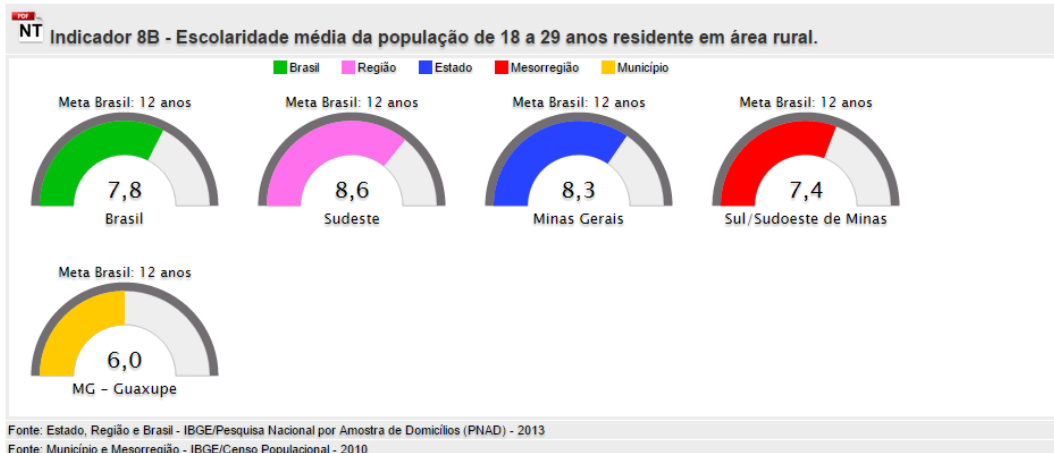 PDF
NT Indicador 8B - Escolaridade média da população de 18 a 29 anos residente em área rural.
Brasil Região Estado Mesorregião Município
Meta Brasil: 12 anos Meta Brasil: 12 anos Meta Brasil: 12 anos Meta Brasil: 12 anos
7,8 8,6 8,3 7,4
Brasil Sudeste Minas Gerais Sul/Sudoeste de Minas
Meta Brasil: 12 anos
6,0
MG - Guaxupe
Fonte: Estado, Região e Brasil - IBGE/Pesquisa Nacional por Amostra de Domicílios (PNAD) - 2013
Fonte: Município e Mesorregião - IBGE/Censo Populacional - 2010